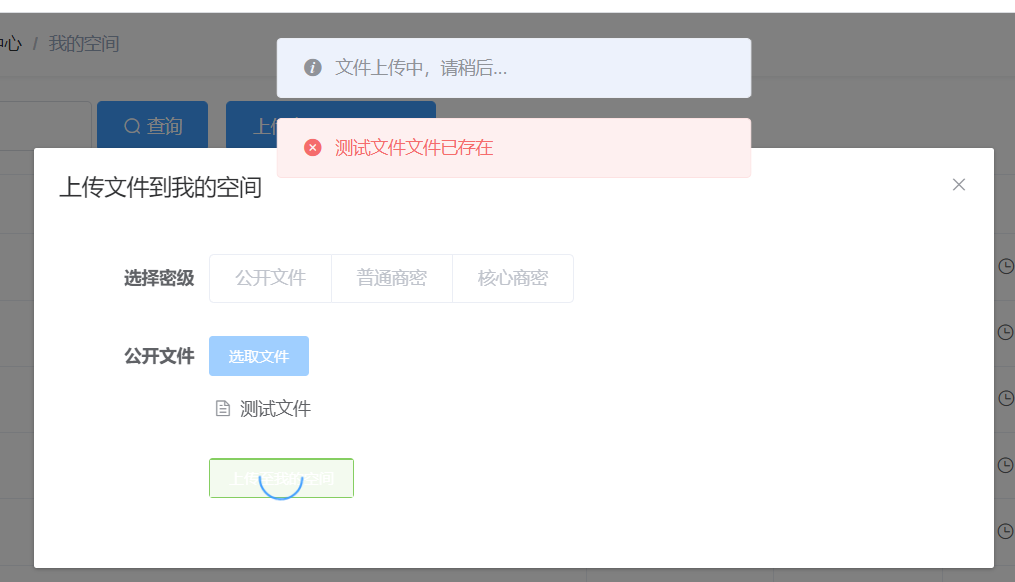 中心 / 我的空间
文件上传中，请稍后...
查询
上传
测试文件文件已存在
上传文件到我的空间
选择密级
公开文件
普通商密
核心商密
公开文件
选取文件
测试文件
上传至我的空间